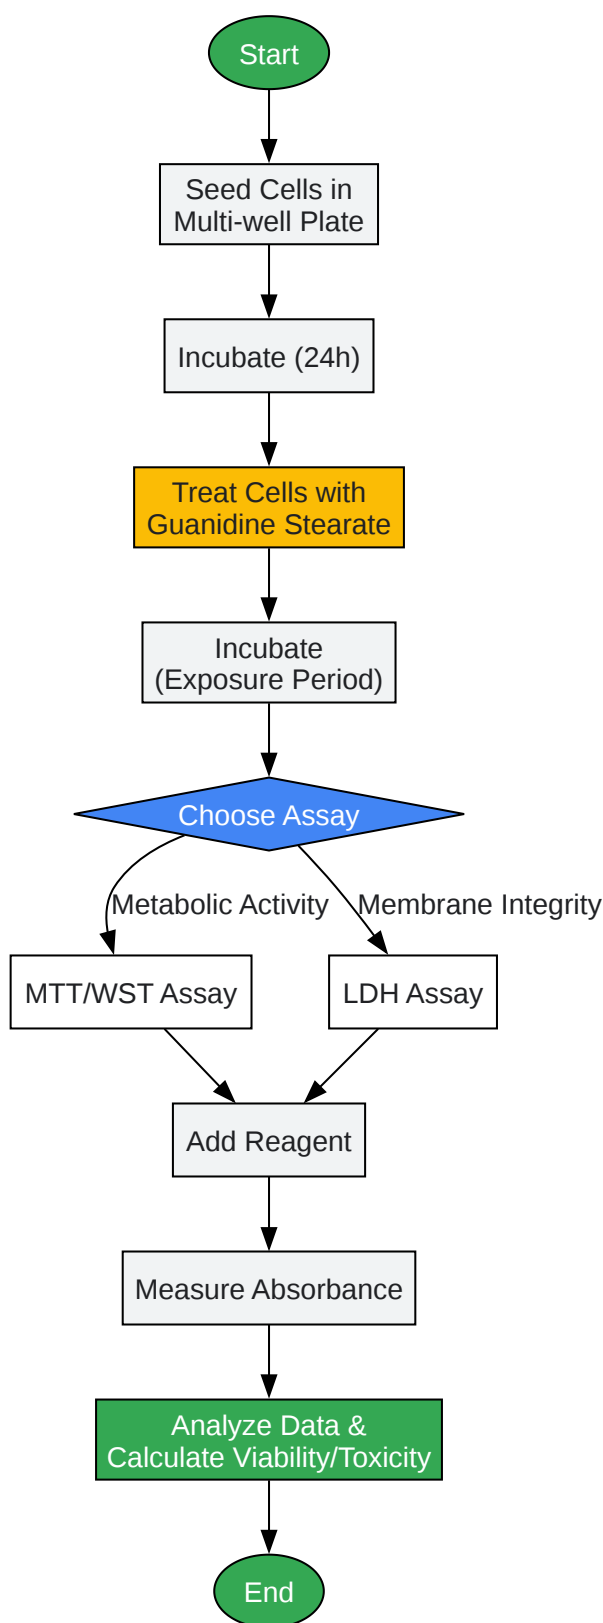 Start
Seed Cells in
Multi-well Plate
Incubate (24h)
Treat Cells with
Guanidine Stearate
Incubate
(Exposure Period)
Choose Assay
Metabolic Activity
Membrane Integrity
MTT/WST Assay
LDH Assay
Add Reagent
Measure Absorbance
Analyze Data &
Calculate Viability/Toxicity
End